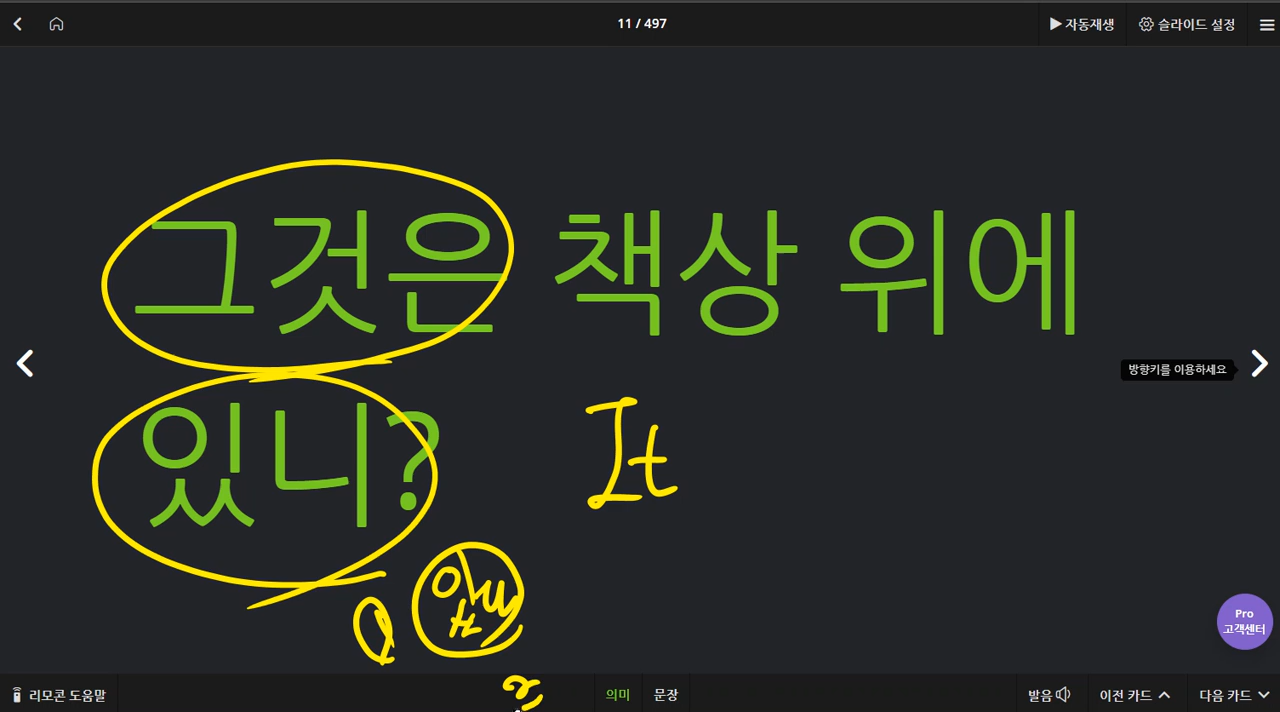 11 / 497
자동재생
슬라이드 설정
그것은 책상 위에
방향키를 이용하세요
있니?
It
Pro
고객센터
리모콘 도움말
의미
문장
발음
이전 카드
다음 카드